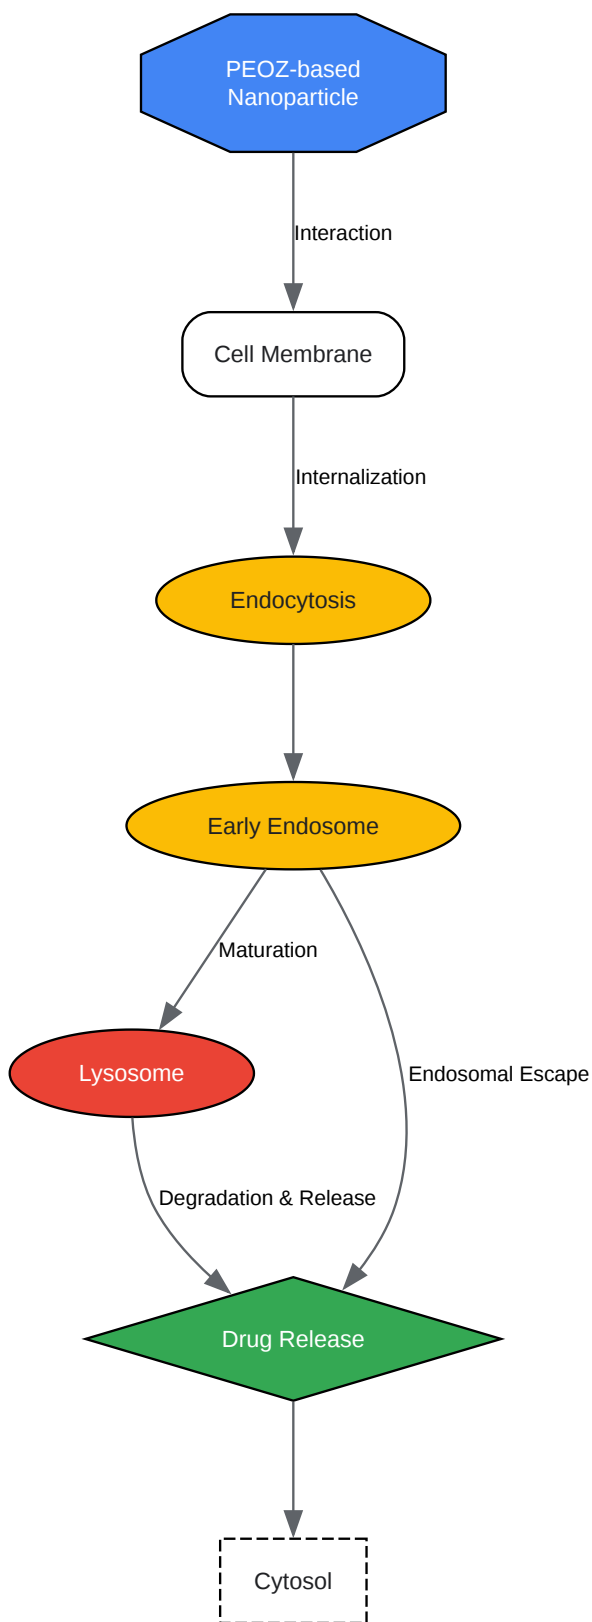 PEOZ-based
Nanoparticle
Interaction
Cell Membrane
Internalization
Endocytosis
Early Endosome
Maturation
Lysosome
Endosomal Escape
Degradation & Release
Drug Release
Cytosol